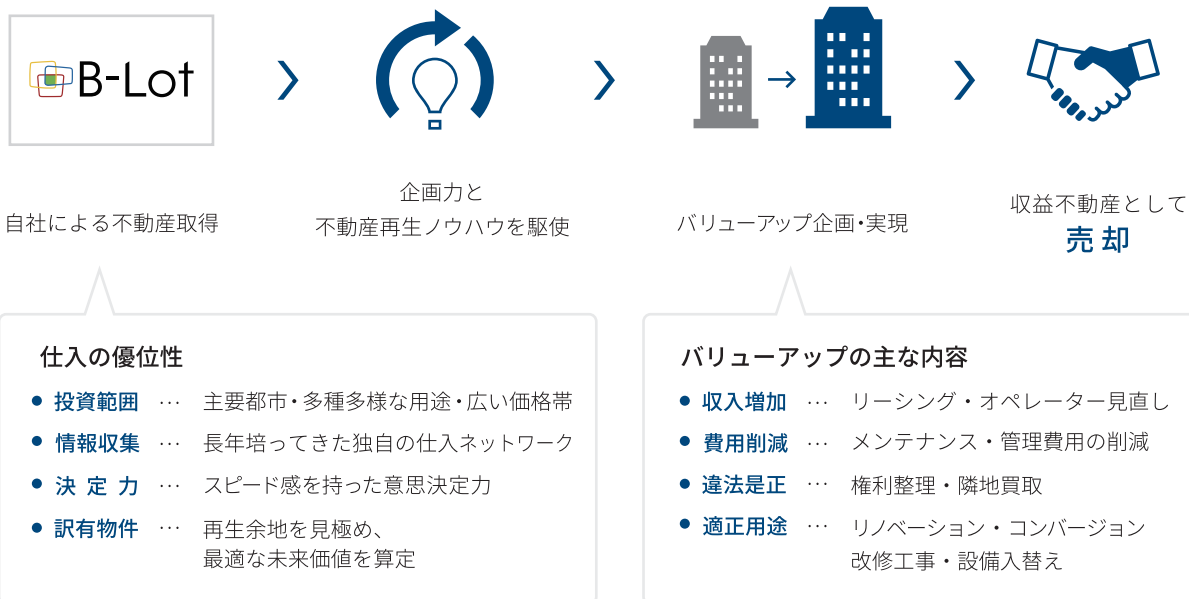 B-Lot
自社による不動産取得
企画力と
不動産再生ノウハウを駆使
バリューアップ企画・実現
収益不動産として
売却
仕入の優位性
● 投資範囲 … 主要都市・多種多様な用途・広い価格帯
● 情報収集 … 長年培ってきた独自の仕入ネットワーク
● 決定力 … スピード感を持った意思決定力
● 訳有物件 … 再生余地を見極め、
最適な未来価値を算定
バリューアップの主な内容
● 収入増加 … リーシング・オペレーター見直し
● 費用削減 … メンテナンス・管理費用の削減
● 違法是正 … 権利整理・隣地買取
● 適正用途 … リノベーション・コンバージョン
改修工事・設備入替え